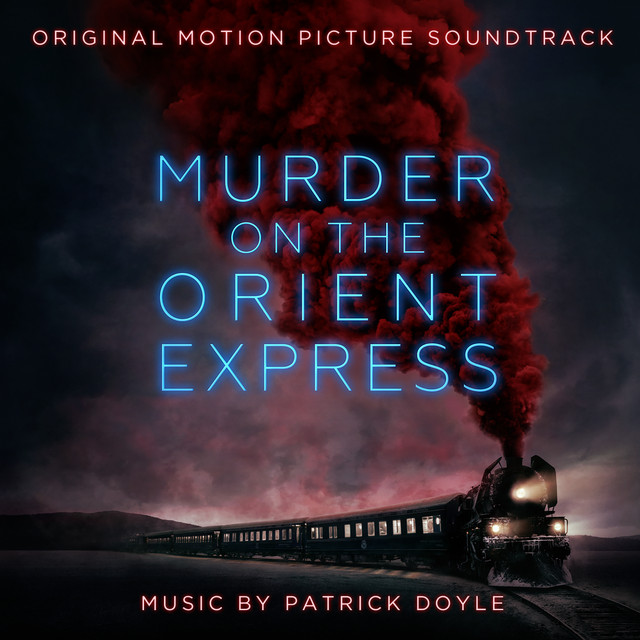 ORIGINAL MOTION PICTURE SOUNDTRACK
MURDER
ON THE
ORIENT
EXPRESS
MUSIC BY PATRICK DOYLE